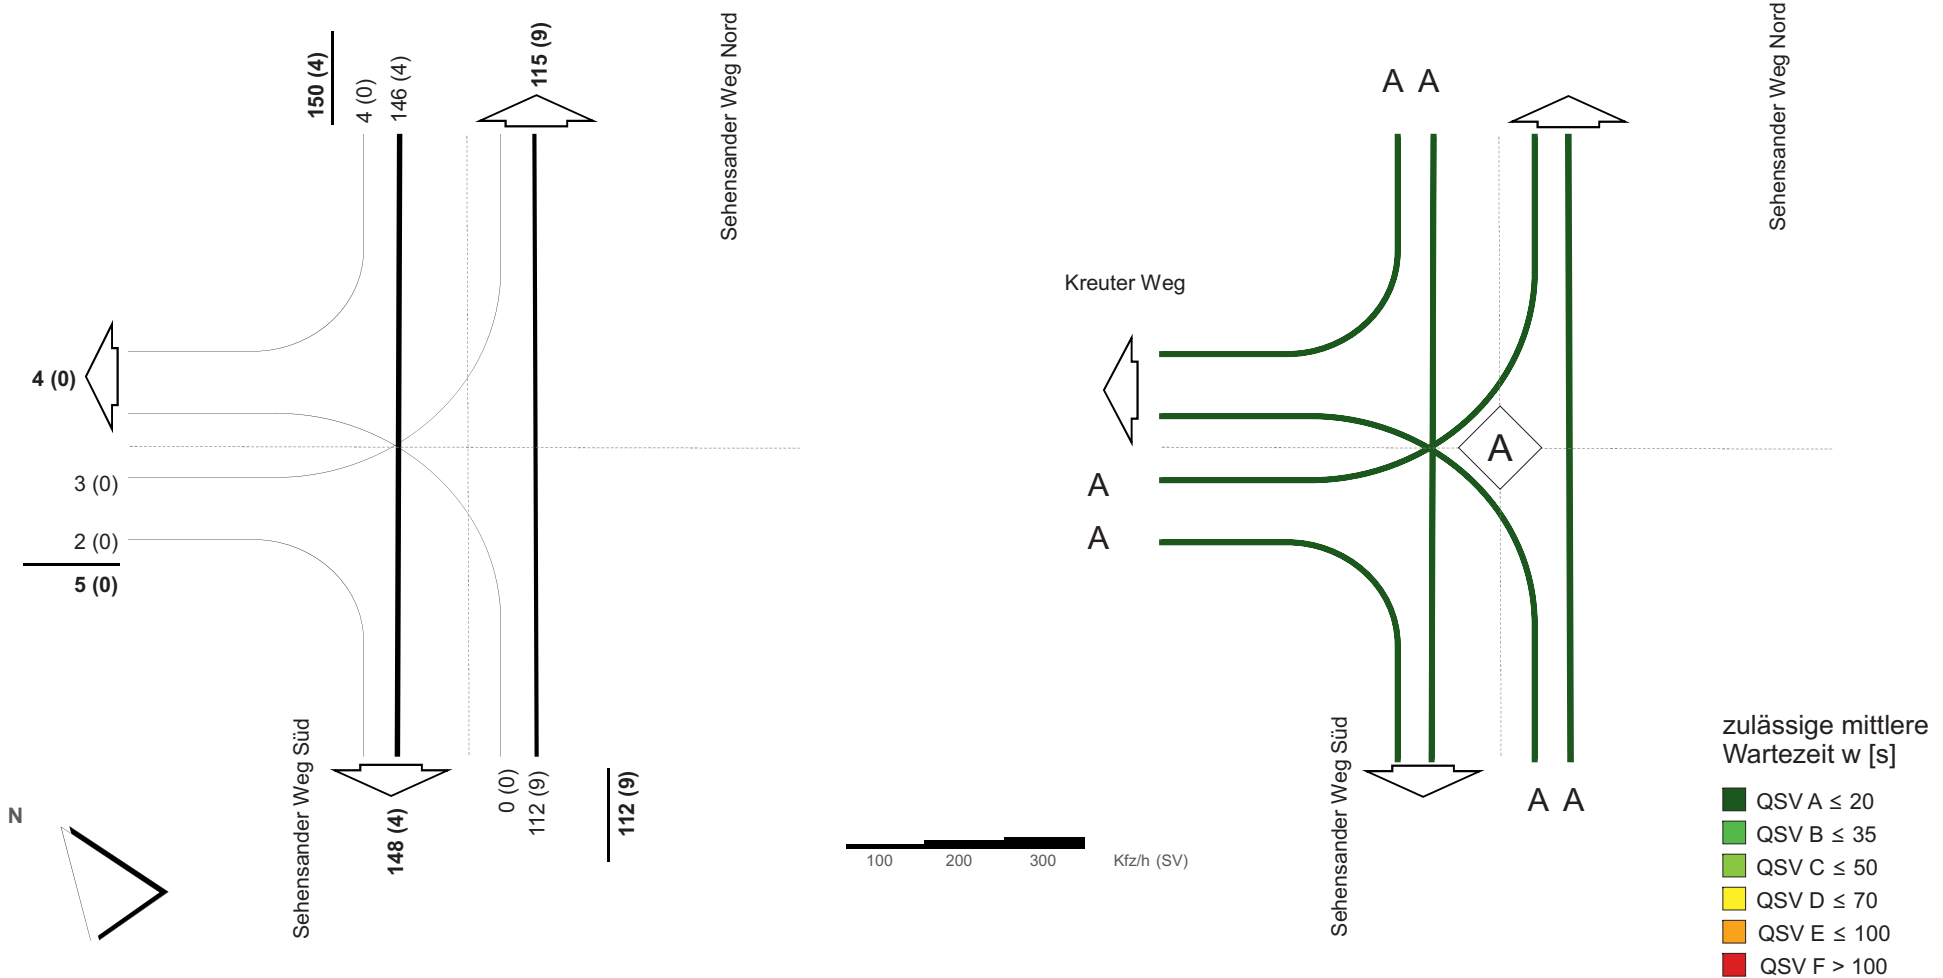 150 (4)
4 (0)
146 (4)
115 (9)
Sehensander Weg Nord
4 (0)
3 (0)
2 (0)
5 (0)
Sehensander Weg Süd
148 (4)
0 (0)
112 (9)
112 (9)
N
100 200 300 Kfz/h (SV)
A A
Sehensander Weg Nord
Kreuter Weg
A
A
A
Sehensander Weg Süd
A A
zulässige mittlere
Wartezeit w [s]
QSV A ≤ 20
QSV B ≤ 35
QSV C ≤ 50
QSV D ≤ 70
QSV E ≤ 100
QSV F > 100